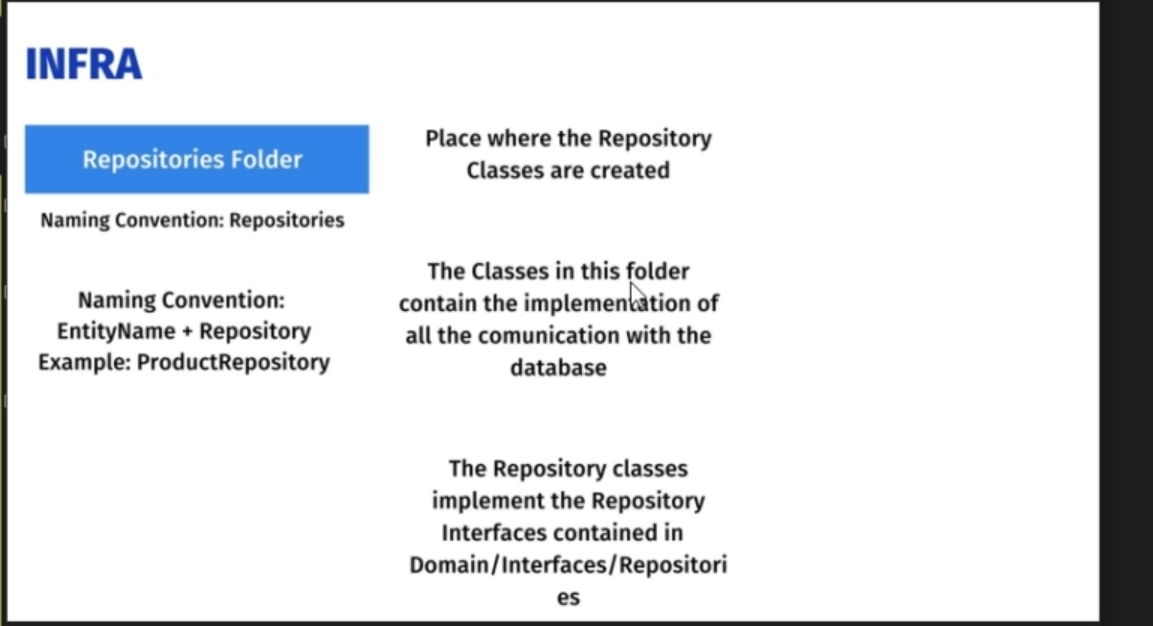 INFRA
Repositories Folder
Naming Convention: Repositories
Naming Convention:
EntityName + Repository
Example: ProductRepository
Place where the Repository
Classes are created
The Classes in this folder
contain the implementation of
all the comunication with the
database
The Repository classes
implement the Repository
Interfaces contained in
Domain/Interfaces/Repositori
es